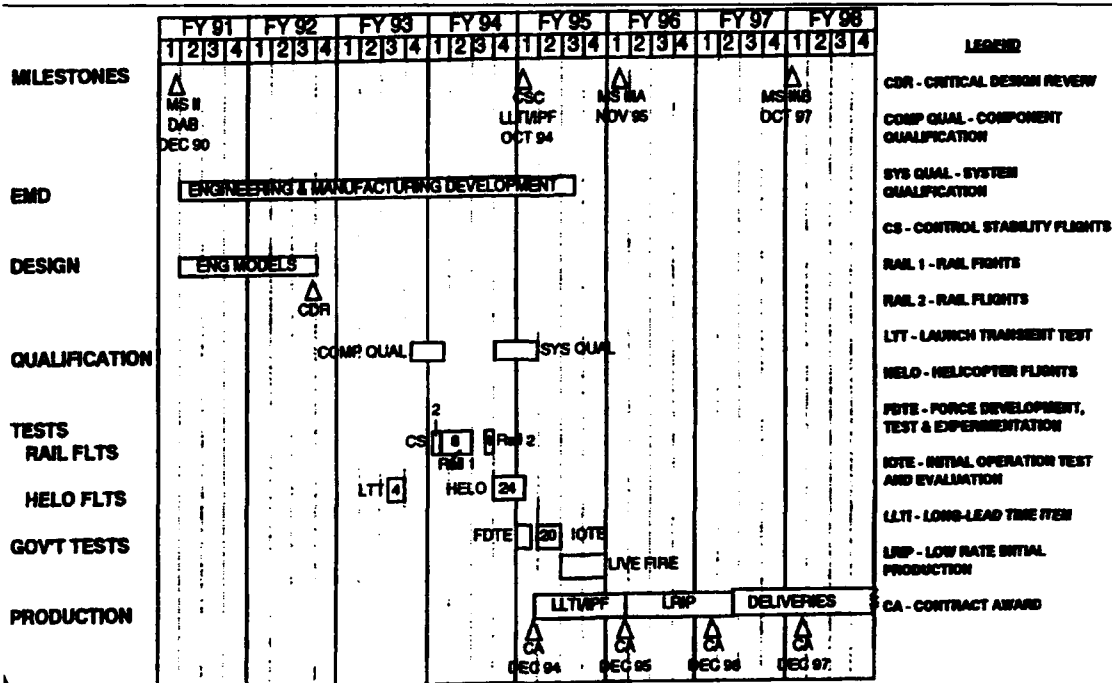 FY 91 FY 92 FY 93 FY 94 FY 95 FY 96 FY 97 FY 98
1 2 3 4 1 2 3 4 1 2 3 4 1 2 3 4 1 2 3 4 1 2 3 4 1 2 3 4 1 2 3 4
MILESTONES
MS II
DAB
DEC 90
CSC
LLTI/IPF
OCT 94
MS IIIA
NOV 95
MS IIIB
OCT 97
EMD
ENGINEERING & MANUFACTURING DEVELOPMENT
DESIGN
ENG MODELS
CDR
QUALIFICATION
COMP QUAL
SYS QUAL
TESTS
RAIL FLTS
2
CS
6
Rail 2
Rail 1
HELO FLTS
LTT 4
HELO 24
GOV'T TESTS
FDTE
20 IOTE
LIVE FIRE
PRODUCTION
LLTI/IPF
LRIP
DELIVERIES
CA
DEC 94
CA
DEC 95
CA
DEC 96
CA
DEC 97
LEGEND
CDR - CRITICAL DESIGN REVIEW
COMP QUAL - COMPONENT
QUALIFICATION
SYS QUAL - SYSTEM
QUALIFICATION
CS - CONTROL STABILITY FLIGHTS
RAIL 1 - RAIL FIGHTS
RAIL 2 - RAIL FLIGHTS
LTT - LAUNCH TRANSIENT TEST
HELO - HELICOPTER FLIGHTS
FDTE - FORCE DEVELOPMENT,
TEST & EXPERIMENTATION
IOTE - INITIAL OPERATION TEST
AND EVALUATION
LLTI - LONG-LEAD TIME ITEM
LRIP - LOW RATE INITIAL
PRODUCTION
CA - CONTRACT AWARD